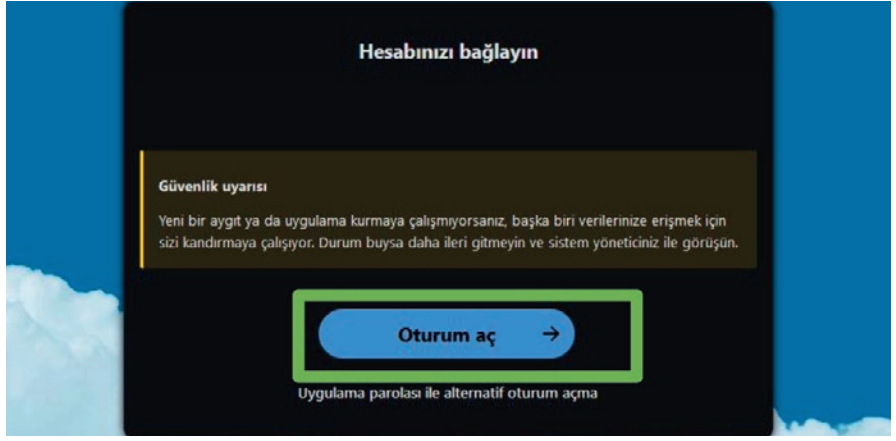 Hesabınızı bağlayın
Güvenlik uyarısı
Yeni bir aygıt ya da uygulama kurmaya çalışmıyorsanız, başka biri verilerinize erişmek için
sizi kandırmaya çalışıyor. Durum buysa daha ileri gitmeyin ve sistem yöneticiniz ile görüşün.
Oturum aç
Uygulama parolası ile alternatif oturum açma